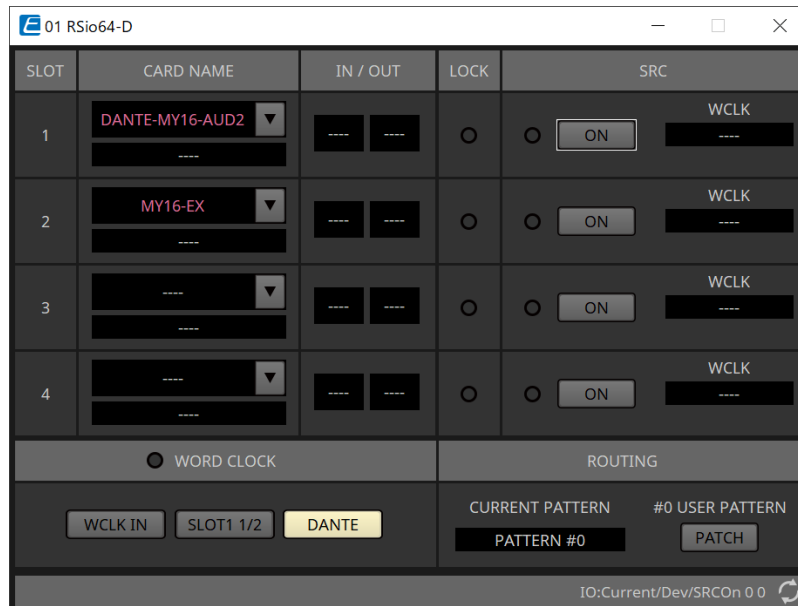 01 RSio64-D
SLOT CARD NAME IN / OUT LOCK SRC
1 DANTE-MY16-AUD2 ▼ ---- ---- ON WCLK ----
----
2 MY16-EX ▼ ---- ---- ON WCLK ----
----
3 ---- ▼ ---- ---- ON WCLK ----
----
4 ---- ▼ ---- ---- ON WCLK ----
----
WORD CLOCK ROUTING
CURRENT PATTERN #0 USER PATTERN
WCLK IN SLOT1 1/2 DANTE PATTERN #0 PATCH
IO:Current/Dev/SRCOn 0 0